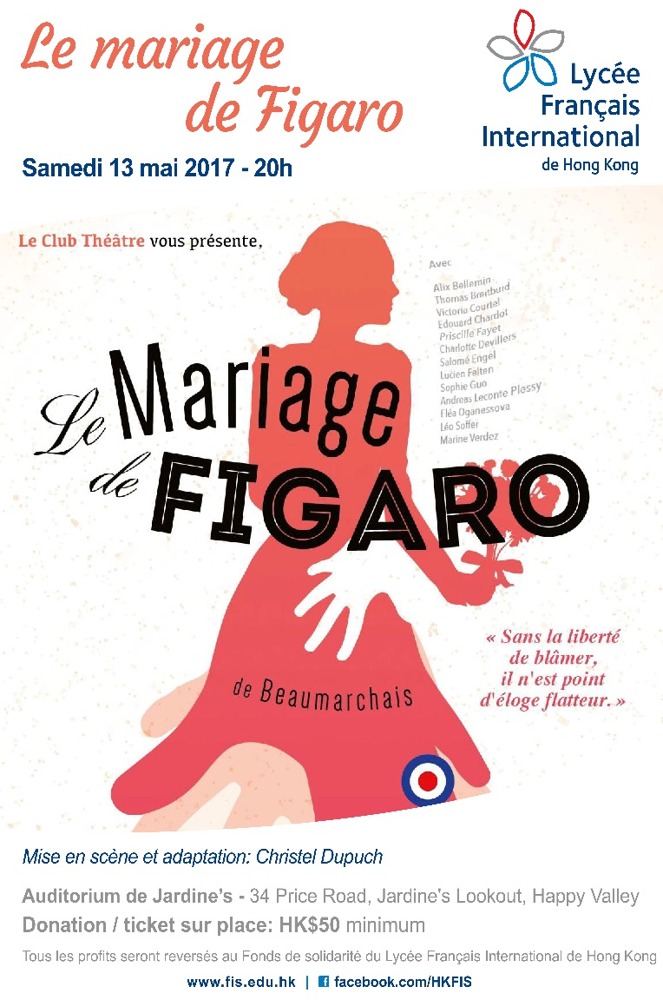 Le mariage
de Figaro
Samedi 13 mai 2017 - 20h
Lycée
Français
International
de Hong Kong
Le Club Théâtre vous présente,
Avec
Alix Bellemin
Thomas Breitburd
Victoria Courtel
Edouard Chardot
Priscille Fayet
Charlotte Devillers
Salomé Engel
Lucien Falten
Sophie Guo
Andreas Leconte Plessy
Eléa Oganessova
Léo Soffer
Marine Verdez
Le Mariage
de FIGARO
de Beaumarchais
« Sans la liberté
de blâmer,
il n'est point
d'éloge flatteur. »
Mise en scène et adaptation: Christel Dupuch
Auditorium de Jardine's - 34 Price Road, Jardine's Lookout, Happy Valley
Donation / ticket sur place: HK$50 minimum
Tous les profits seront reversés au Fonds de solidarité du Lycée Français International de Hong Kong
www.fis.edu.hk | facebook.com/HKFIS